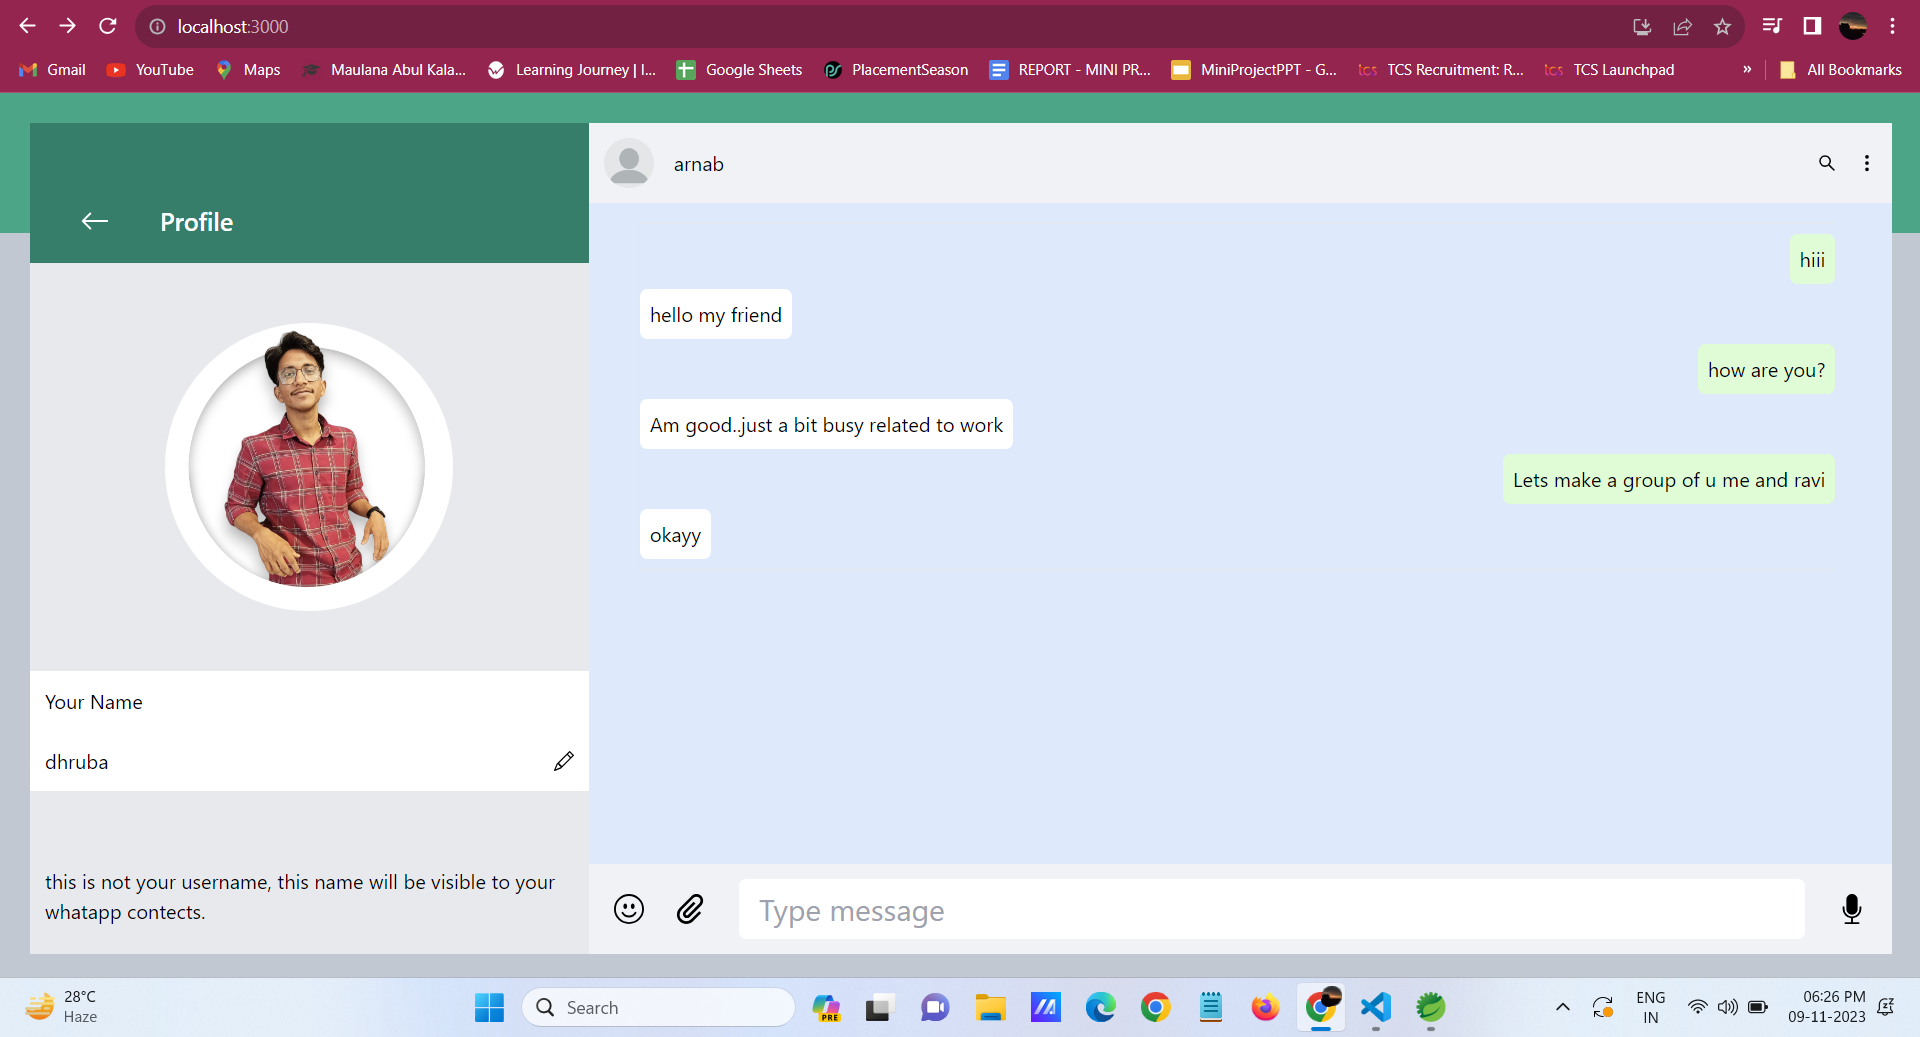 localhost:3000
Gmail YouTube Maps Maulana Abul Kala... Learning Journey | I... Google Sheets PlacementSeason REPORT - MINI PR... MiniProjectPPT - G... TCS Recruitment: R... TCS Launchpad » All Bookmarks
Profile
Your Name
dhruba
this is not your username, this name will be visible to your
whatapp contects.
arnab
hiii
hello my friend
how are you?
Am good..just a bit busy related to work
Lets make a group of u me and ravi
okayy
Type message
28°C
Haze
Search
PRE
ENG
IN
06:26 PM
09-11-2023